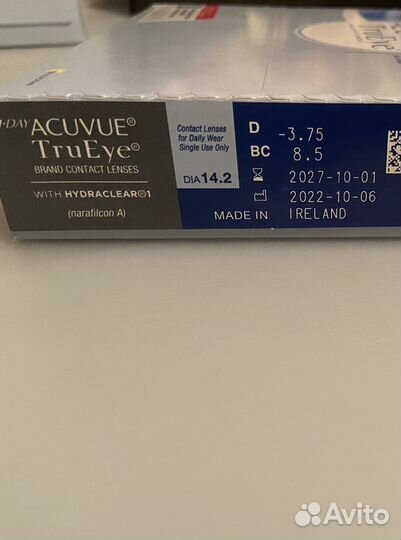 TruEye
1-DAY ACUVUE®
TruEye®
BRAND CONTACT LENSES
WITH HYDRACLEAR®1
(narafilcon A)
Contact Lenses
for Daily Wear
Single Use Only
DIA 14.2
D -3.75
BC 8.5
2027-10-01
2022-10-06
MADE IN IRELAND
Avito